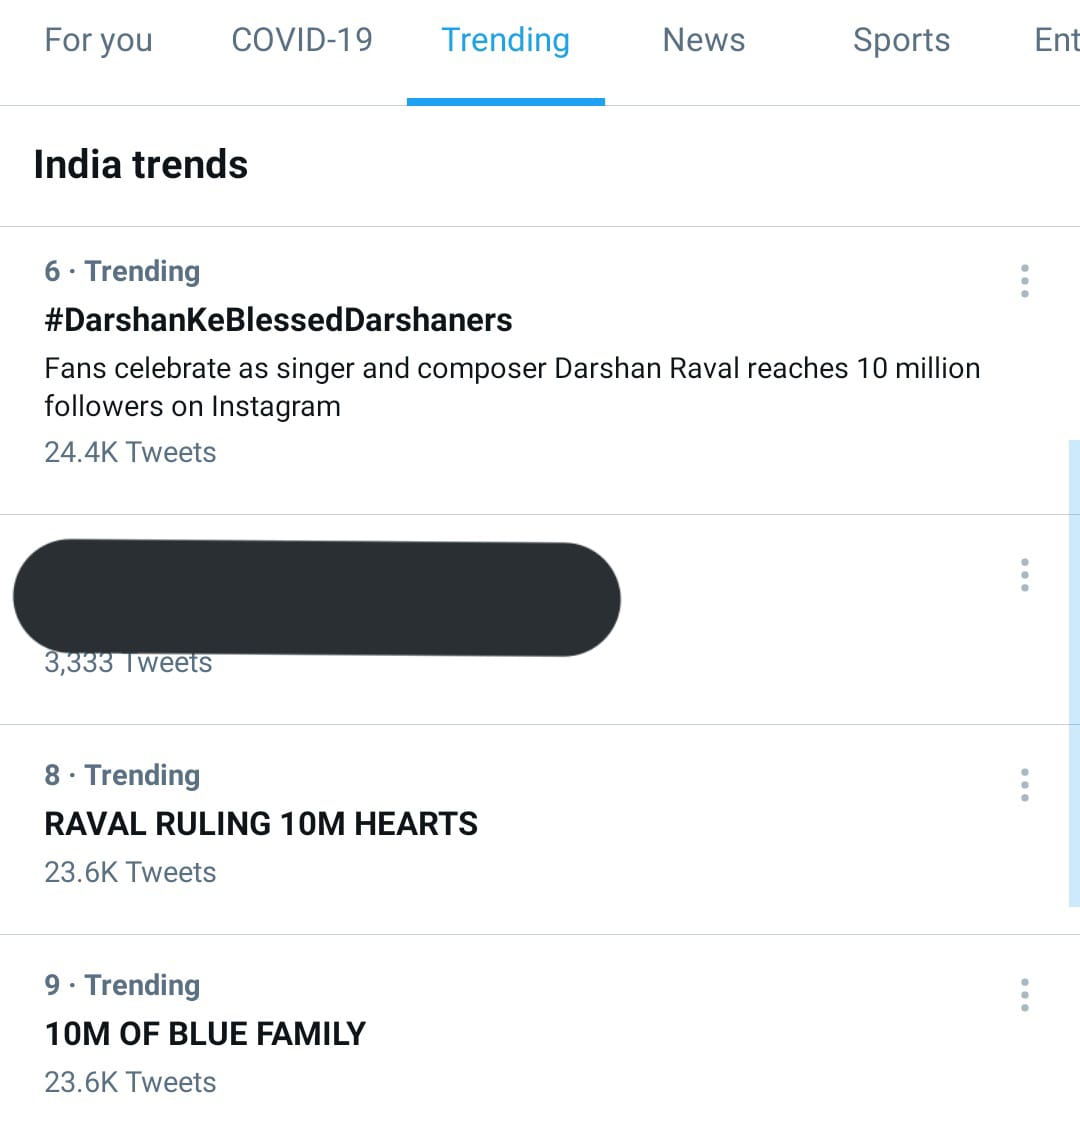 For you COVID-19 Trending News Sports Ent
India trends
6 · Trending
#DarshanKeBlessedDarshaners
Fans celebrate as singer and composer Darshan Raval reaches 10 million
followers on Instagram
24.4K Tweets
3,333 Tweets
8 · Trending
RAVAL RULING 10M HEARTS
23.6K Tweets
9 · Trending
10M OF BLUE FAMILY
23.6K Tweets